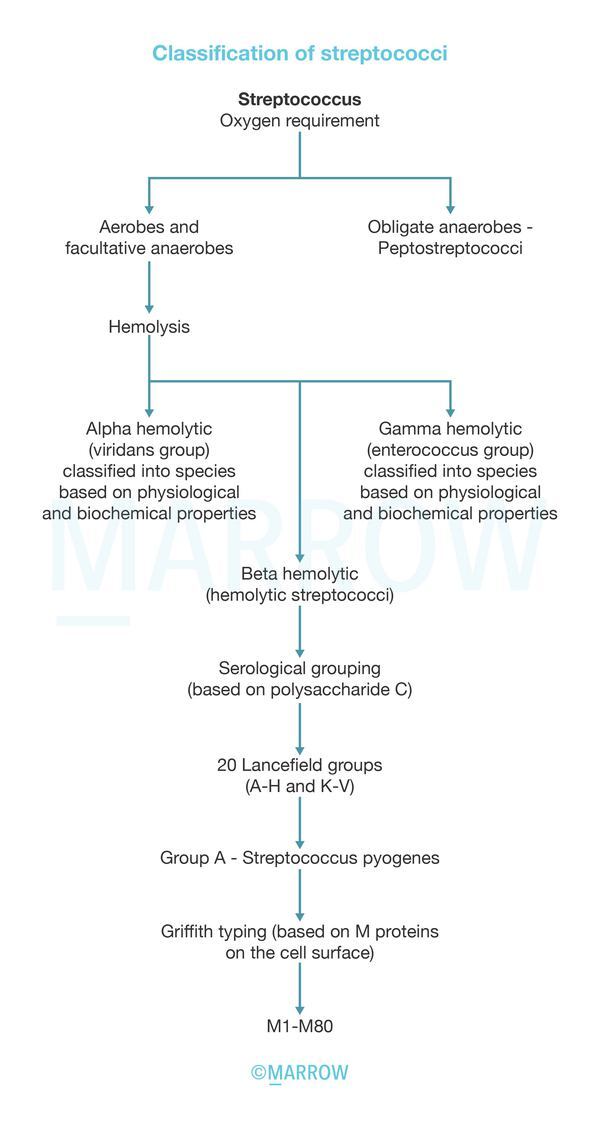 Classification of streptococci
Streptococcus
Oxygen requirement
Aerobes and
facultative anaerobes
Obligate anaerobes -
Peptostreptococci
Hemolysis
Alpha hemolytic
(viridans group)
classified into species
based on physiological
and biochemical properties
Gamma hemolytic
(enterococcus group)
classified into species
based on physiological
and biochemical properties
MARROW
Beta hemolytic
(hemolytic streptococci)
Serological grouping
(based on polysaccharide C)
20 Lancefield groups
(A-H and K-V)
Group A - Streptococcus pyogenes
Griffith typing (based on M proteins
on the cell surface)
M1-M80
©MARROW